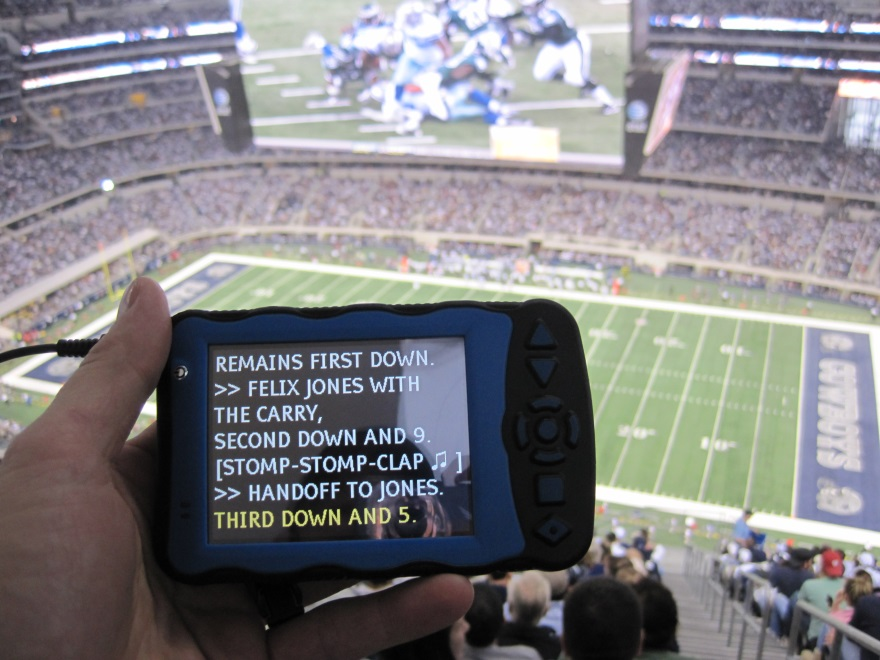 REMAINS FIRST DOWN.
>> FELIX JONES WITH
THE CARRY,
SECOND DOWN AND 9.
[STOMP-STOMP-CLAP ♫ ]
>> HANDOFF TO JONES.
THIRD DOWN AND 5.
COWBOYS